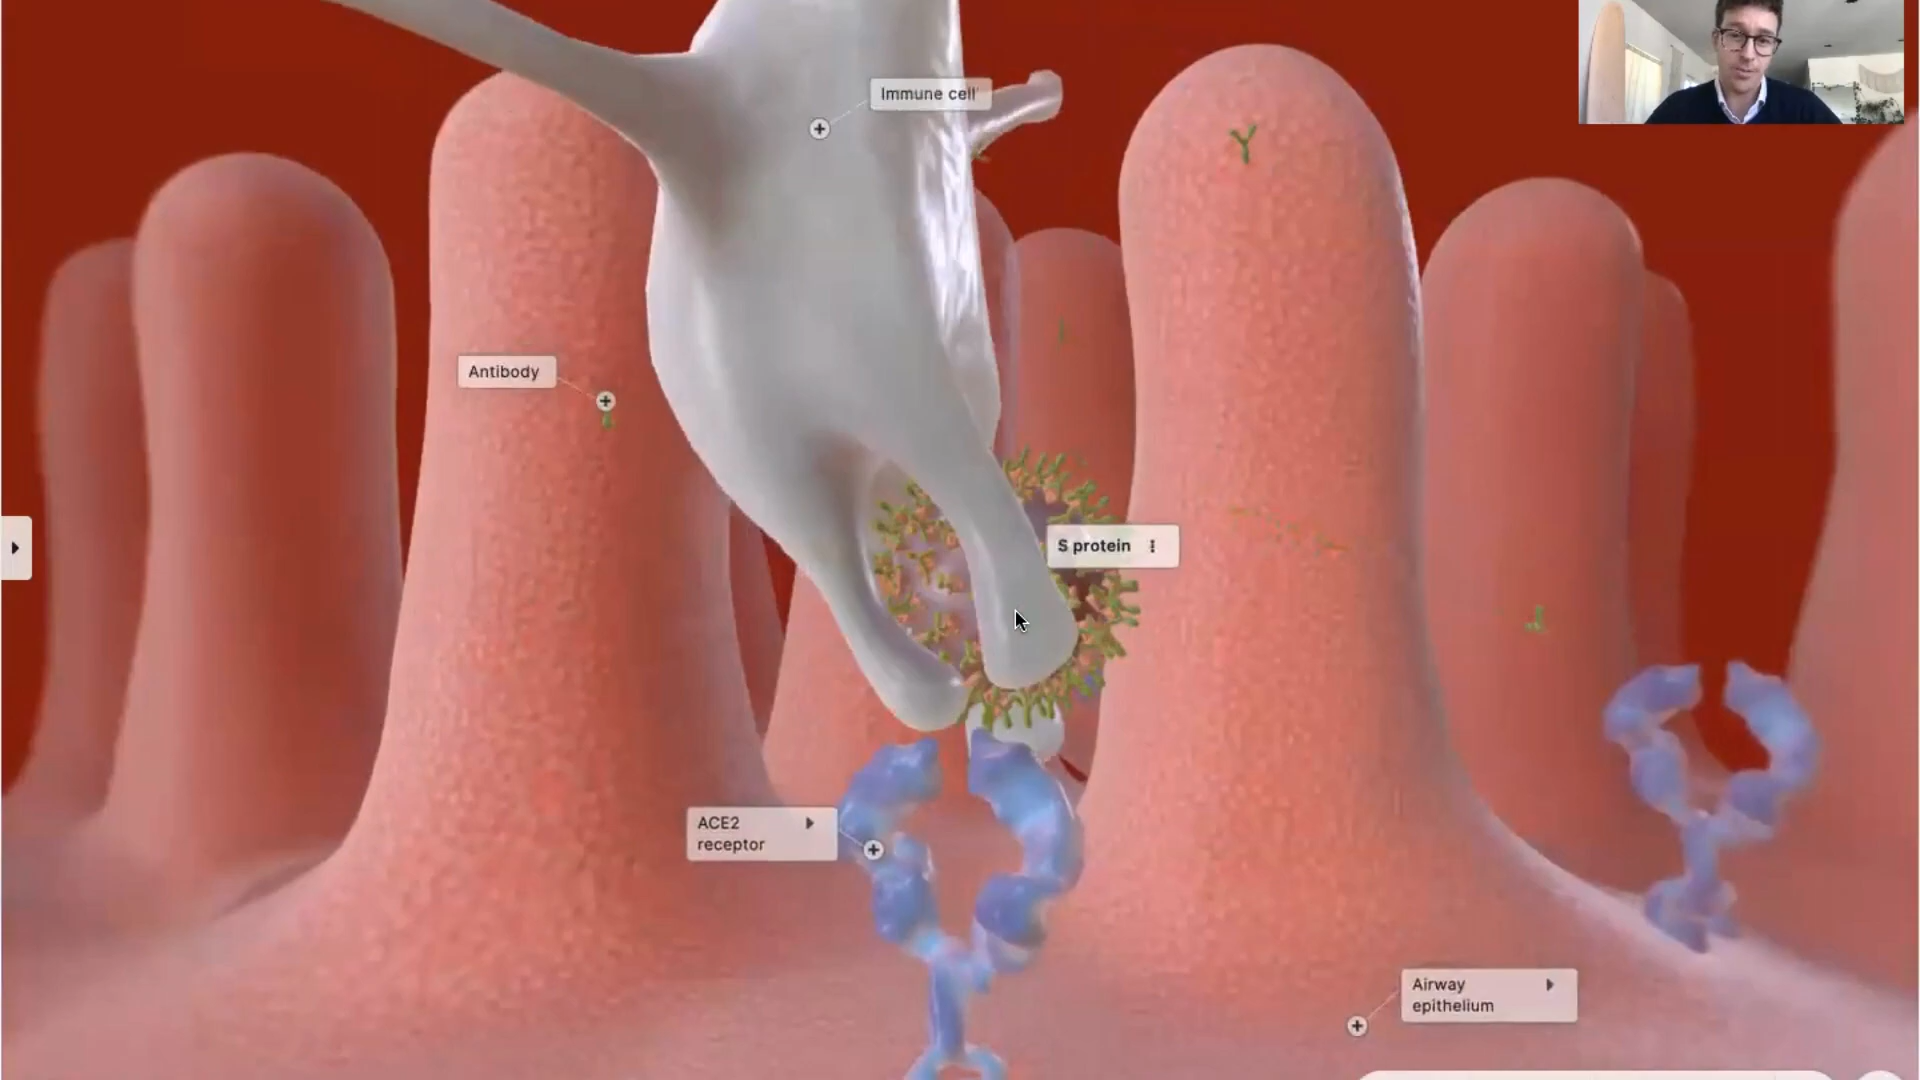 Immune cell
Antibody
S protein
ACE2
receptor
Airway
epithelium